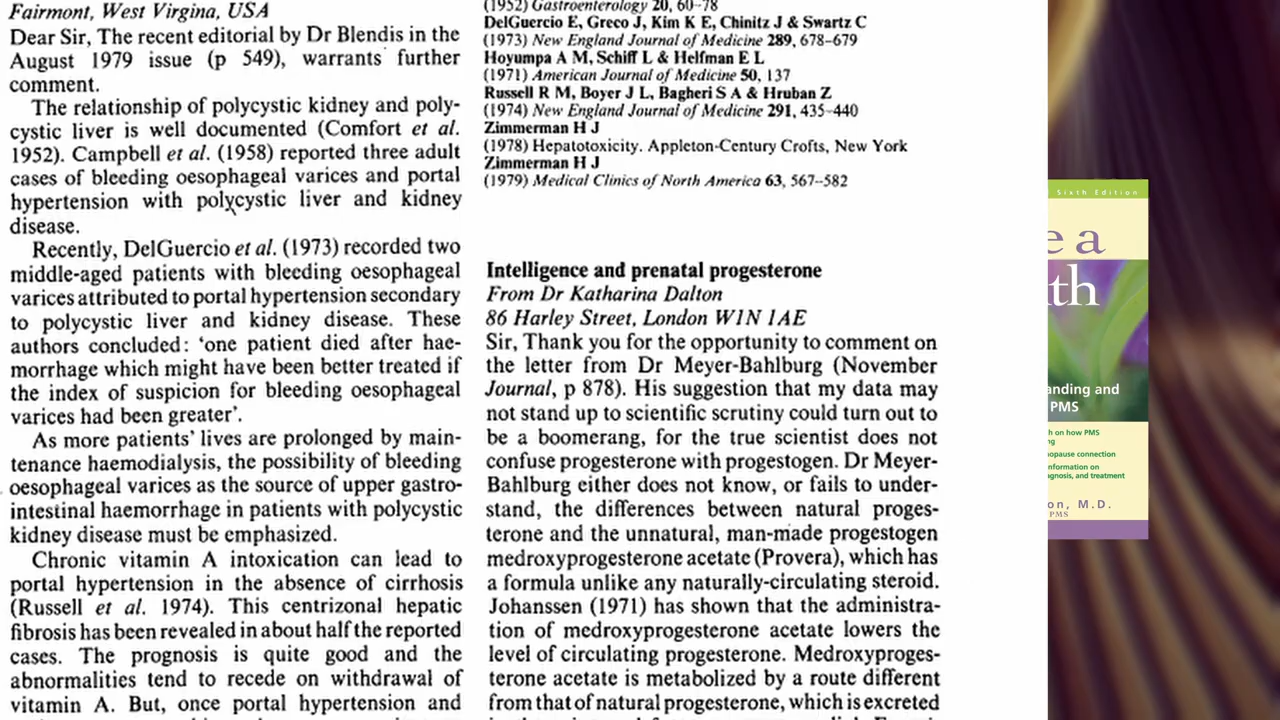 Fairmont, West Virginia, USA
Dear Sir, The recent editorial by Dr Blendis in the
August 1979 issue (p 549), warrants further
comment.
The relationship of polycystic kidney and poly-
cystic liver is well documented (Comfort et al.
1952). Campbell et al. (1958) reported three adult
cases of bleeding oesophageal varices and portal
hypertension with polycystic liver and kidney
disease.
Recently, DelGuercio et al. (1973) recorded two
middle-aged patients with bleeding oesophageal
varices attributed to portal hypertension secondary
to polycystic liver and kidney disease. These
authors concluded: ‘one patient died after hae-
morrhage which might have been better treated if
the index of suspicion for bleeding oesophageal
varices had been greater’.
As more patients’ lives are prolonged by main-
tenance haemodialysis, the possibility of bleeding
oesophageal varices as the source of upper gastro-
intestinal haemorrhage in patients with polycystic
kidney disease must be emphasized.
Chronic vitamin A intoxication can lead to
portal hypertension in the absence of cirrhosis
(Russell et al. 1974). This centrizonal hepatic
fibrosis has been revealed in about half the reported
cases. The prognosis is quite good and the
abnormalities tend to recede on withdrawal of
vitamin A. But, once portal hypertension and
(1952) Gastroenterology 20, 60–78
DelGuercio E, Greco J, Kim K E, Chinitz J & Swartz C
(1973) New England Journal of Medicine 289, 678–679
Hoyumpa A M, Schiff L & Helfman E L
(1971) American Journal of Medicine 50, 137
Russell R M, Boyer J L, Bagheri S A & Hruban Z
(1974) New England Journal of Medicine 291, 435–440
Zimmerman H J
(1978) Hepatotoxicity. Appleton-Century Crofts, New York
Zimmerman H J
(1979) Medical Clinics of North America 63, 567–582
Intelligence and prenatal progesterone
From Dr Katharina Dalton
86 Harley Street, London W1N 1AE
Sir, Thank you for the opportunity to comment on
the letter from Dr Meyer-Bahlburg (November
Journal, p 878). His suggestion that my data may
not stand up to scientific scrutiny could turn out to
be a boomerang, for the true scientist does not
confuse progesterone with progestogen. Dr Meyer-
Bahlburg either does not know, or fails to under-
stand, the differences between natural proges-
terone and the unnatural, man-made progestogen
medroxyprogesterone acetate (Provera), which has
a formula unlike any naturally-circulating steroid.
Johanssen (1971) has shown that the administra-
tion of medroxyprogesterone acetate lowers the
level of circulating progesterone. Medroxyproges-
terone acetate is metabolized by a route different
from that of natural progesterone, which is excreted
Sixth Edition
e a
th
anding and
PMS
h on how PMS
ng
nopause connection
nformation on
agnosis, and treatment
on, M.D.
PMS